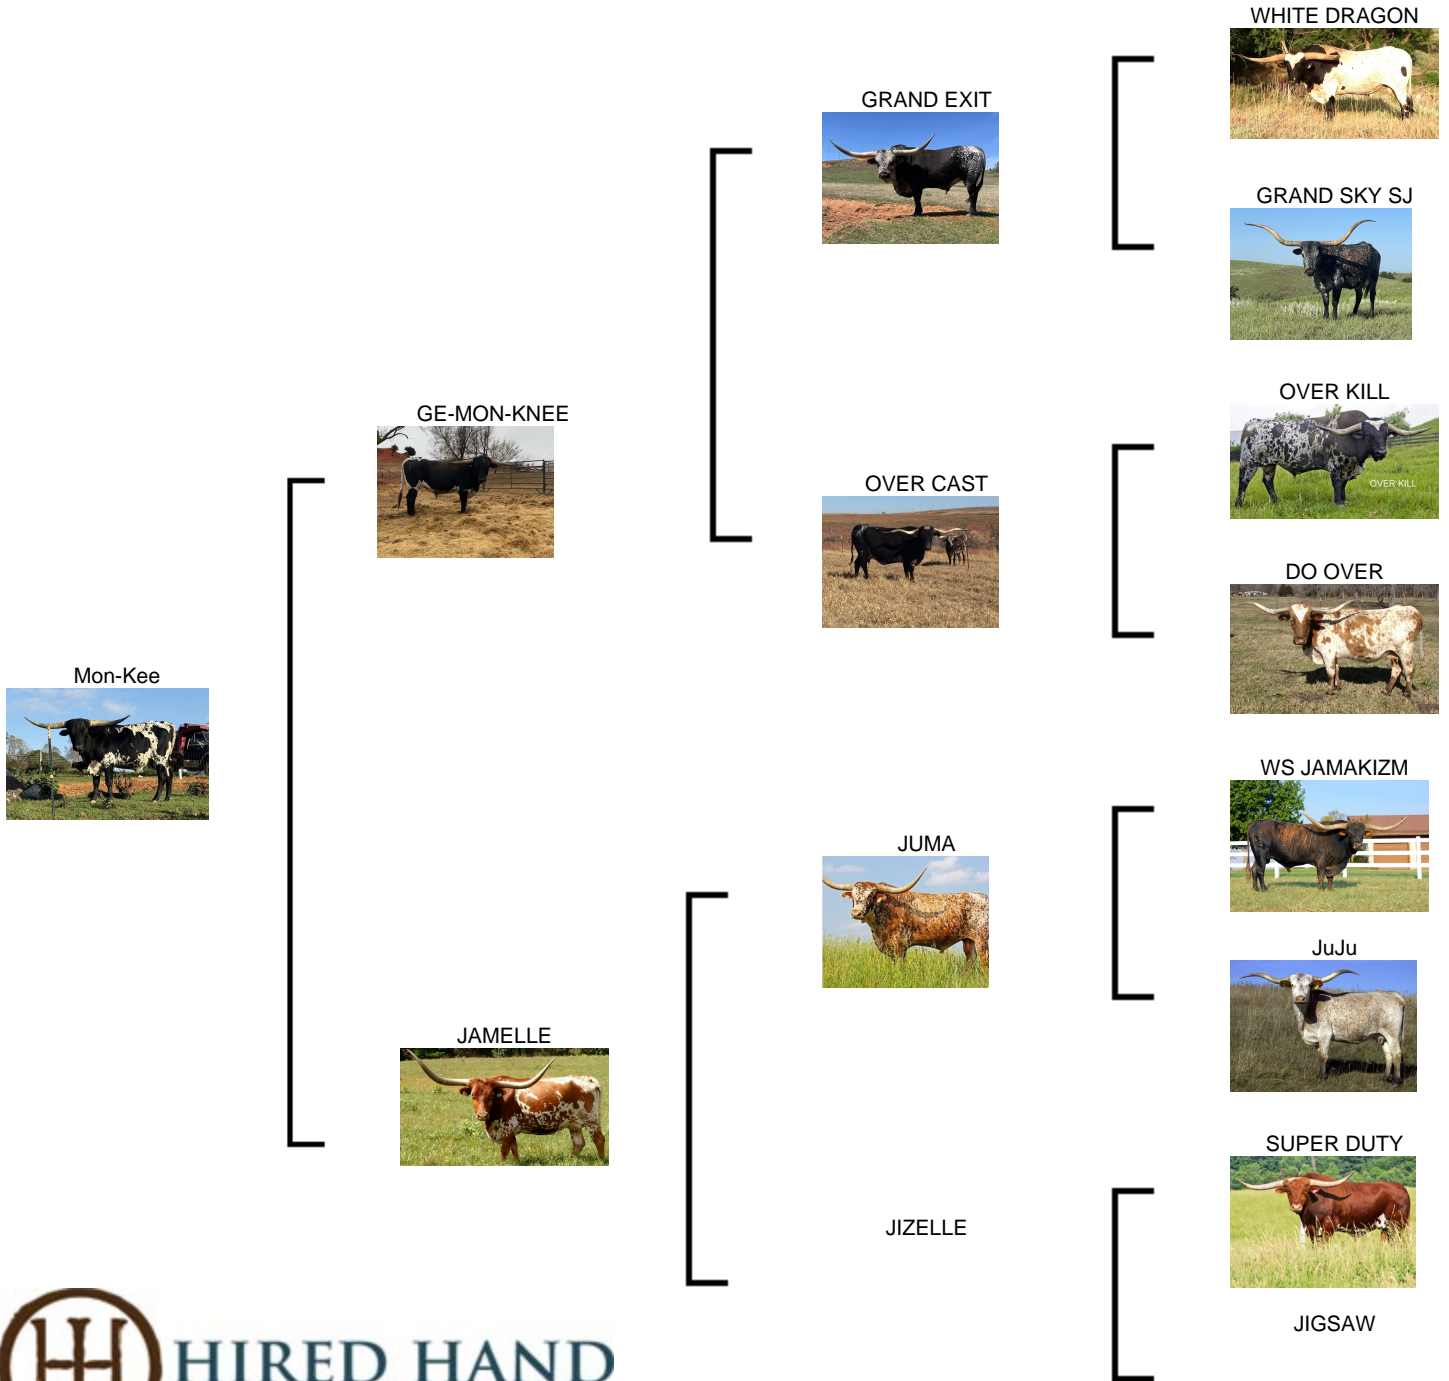 WHITE DRAGON
GRAND EXIT
GRAND SKY SJ
OVER KILL
GE-MON-KNEE
OVER CAST
OVER KILL
DO OVER
Mon-Kee
WS JAMAKIZM
JUMA
JuJu
JAMELLE
SUPER DUTY
JIZELLE
JIGSAW
HIRED HAND